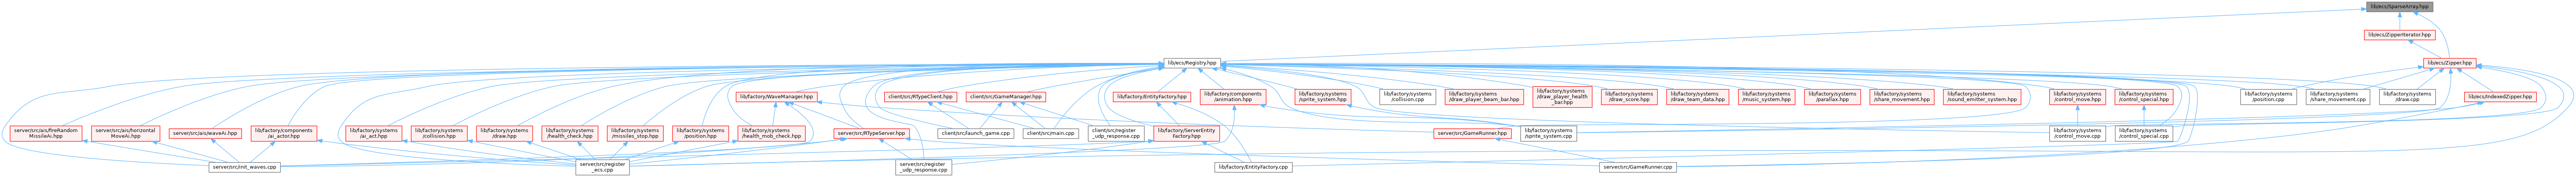 lib/ecs/SparseArray.hpp
lib/ecs/ZipperIterator.hpp
lib/ecs/Registry.hpp
lib/ecs/Zipper.hpp
lib/factory/WaveManager.hpp
client/src/RTypeClient.hpp
client/src/GameManager.hpp
lib/factory/EntityFactory.hpp
lib/factory/components
/animation.hpp
lib/factory/systems
/sprite_system.hpp
lib/factory/systems
/collision.cpp
lib/factory/systems
/draw_player_beam_bar.hpp
lib/factory/systems
/draw_player_health
_bar.hpp
lib/factory/systems
/draw_score.hpp
lib/factory/systems
/draw_team_data.hpp
lib/factory/systems
/music_system.hpp
lib/factory/systems
/parallax.hpp
lib/factory/systems
/share_movement.hpp
lib/factory/systems
/sound_emitter_system.hpp
lib/factory/systems
/control_move.hpp
lib/factory/systems
/control_special.hpp
lib/factory/systems
/position.cpp
lib/factory/systems
/share_movement.cpp
lib/factory/systems
/draw.cpp
lib/ecs/IndexedZipper.hpp
server/src/ais/fireRandom
MissileAi.hpp
server/src/ais/horizontal
MoveAi.hpp
server/src/ais/waveAi.hpp
lib/factory/components
/ai_actor.hpp
lib/factory/systems
/ai_act.hpp
lib/factory/systems
/collision.hpp
lib/factory/systems
/draw.hpp
lib/factory/systems
/health_check.hpp
lib/factory/systems
/missiles_stop.hpp
lib/factory/systems
/position.hpp
lib/factory/systems
/health_mob_check.hpp
server/src/RTypeServer.hpp
client/src/launch_game.cpp
client/src/main.cpp
client/src/register
_udp_response.cpp
lib/factory/ServerEntity
Factory.hpp
server/src/GameRunner.hpp
lib/factory/systems
/sprite_system.cpp
lib/factory/systems
/control_move.cpp
lib/factory/systems
/control_special.cpp
server/src/init_waves.cpp
server/src/register
_ecs.cpp
server/src/register
_udp_response.cpp
lib/factory/EntityFactory.cpp
server/src/GameRunner.cpp